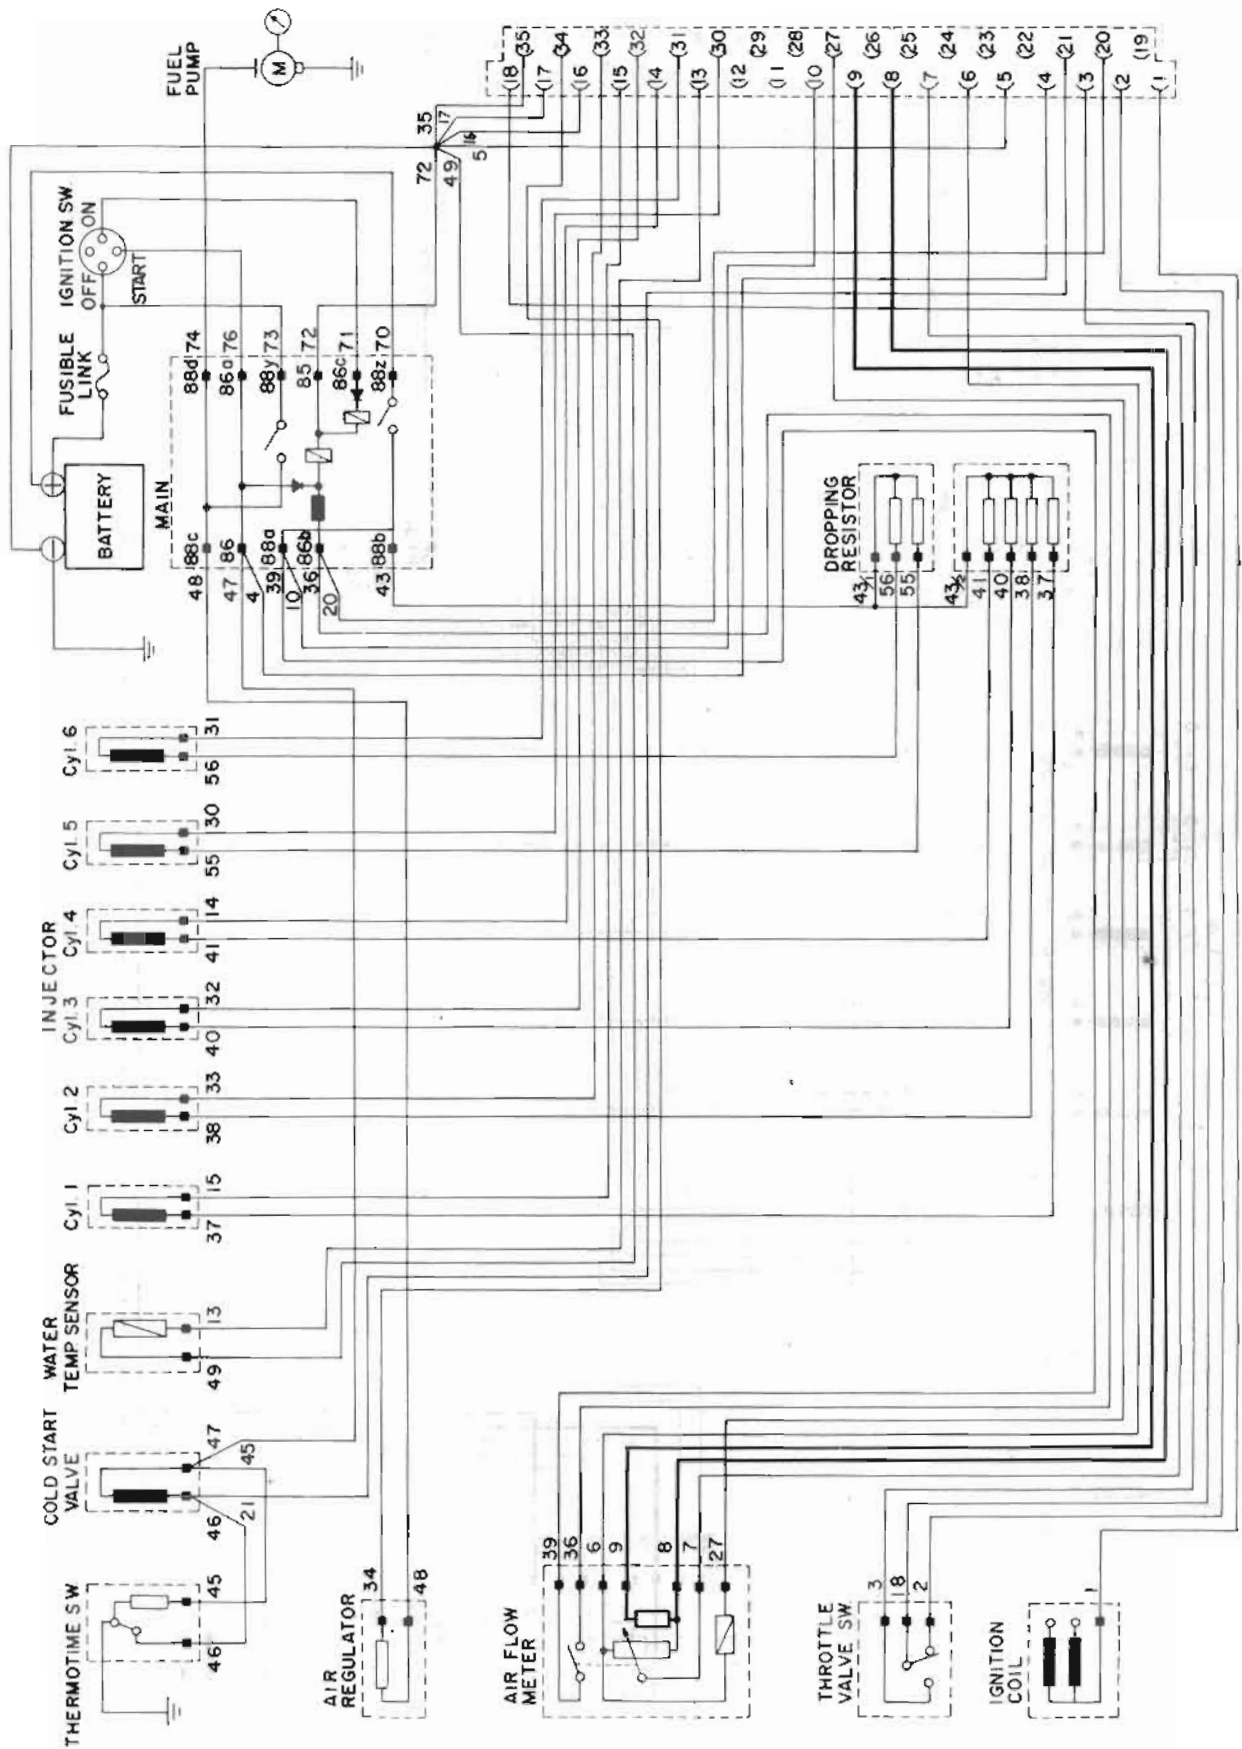 FUEL
PUMP
M
IGNITION SW.
OFF
ON
START
FUSIBLE
LINK
BATTERY
MAIN
88d 74
86a 76
88y 73
85 72
86c 71
88z 70
48 88c
47 86
4
39 88a
10
36 86b
20
43 88b
35
17
16
5
72
49
(35
(34
(33
(32
(31
(30
(29
(28
(27
(26
(25
(24
(23
(22
(21
(20
(19
(18
(17
(16
(15
(14
(13
(12
(11
(10
(9
(8
(7
(6
(5
(4
(3
(2
(1
DROPPING
RESISTOR
43/1
56
55
43/2
41
40
38
37
INJECTOR
Cyl. 6
56
31
Cyl. 5
55
30
Cyl. 4
41
14
Cyl. 3
40
32
Cyl. 2
38
33
Cyl. 1
37
15
WATER
TEMP SENSOR
49
13
COLD START
VALVE
46
47
21
45
THERMOTIME SW
46
45
AIR
REGULATOR
34
48
AIR FLOW
METER
39
36
6
9
8
7
27
THROTTLE
VALVE SW.
3
18
2
IGNITION
COIL
1